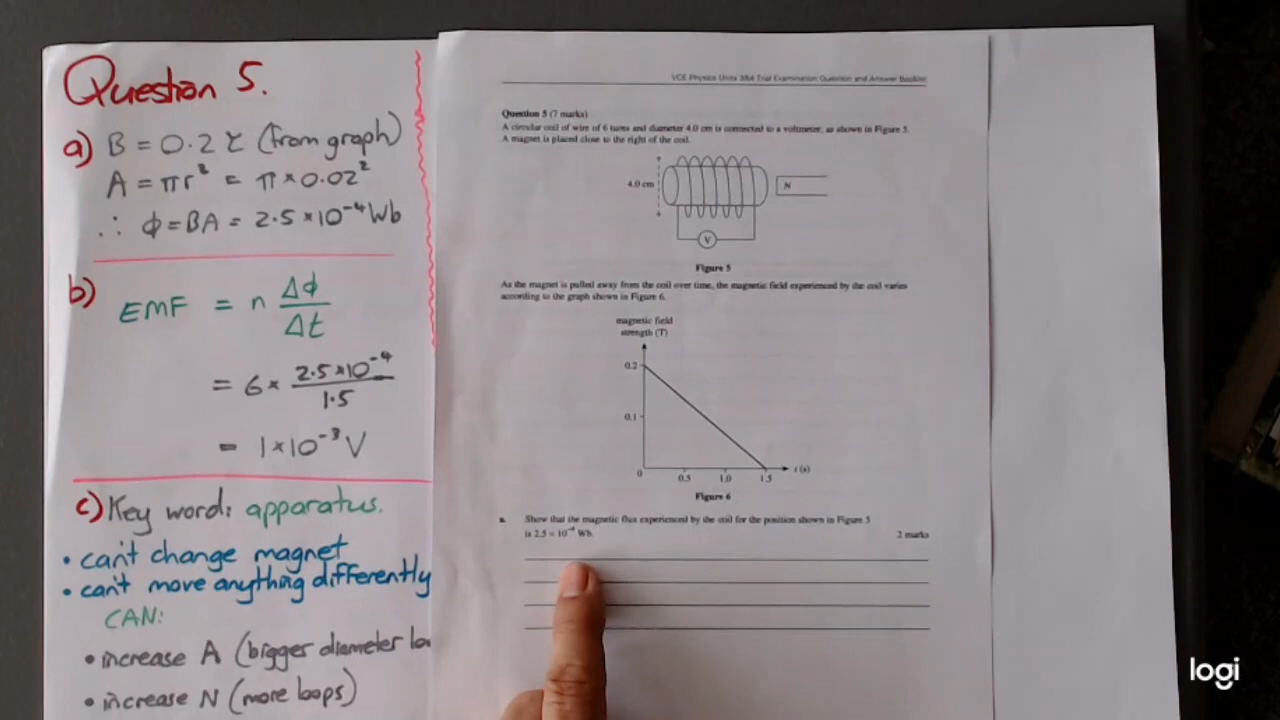 Question 5.
a) B = 0.2 T (from graph)
A = πr² = π × 0.02²
∴ ϕ = BA = 2.5 × 10⁻⁴ Wb
b)
EMF = n Δϕ / Δt
= 6 × 2.5 × 10⁻⁴ / 1.5
= 1 × 10⁻³ V
c) Key word: apparatus.
• can't change magnet
• can't move anything differently
CAN:
• increase A (bigger diameter
• increase N (more loops)
VCE Physics Units 3&4 Trial Examination Question and Answer Booklet
Question 5 (7 marks)
A circular coil of wire of 6 turns and diameter 4.0 cm is connected to a voltmeter, as shown in Figure 5.
A magnet is placed close to the right of the coil.
4.0 cm
N
V
Figure 5
As the magnet is pulled away from the coil over time, the magnetic field experienced by the coil varies
according to the graph shown in Figure 6.
magnetic field
strength (T)
0.2
0.1
0
0.5 1.0 1.5 t (s)
Figure 6
a. Show that the magnetic flux experienced by the coil for the position shown in Figure 5
is 2.5 × 10⁻⁴ Wb. 2 marks
logi